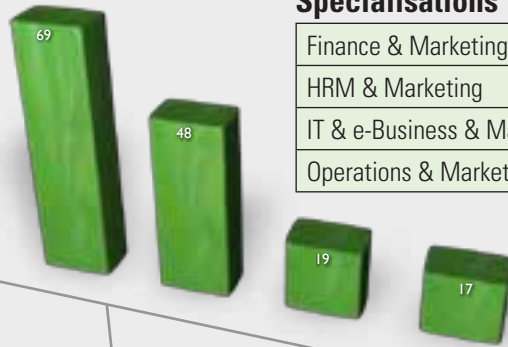 Specialisations
69
Finance & Marketing
HRM & Marketing
48
IT & e-Business &
Operations &
19
17